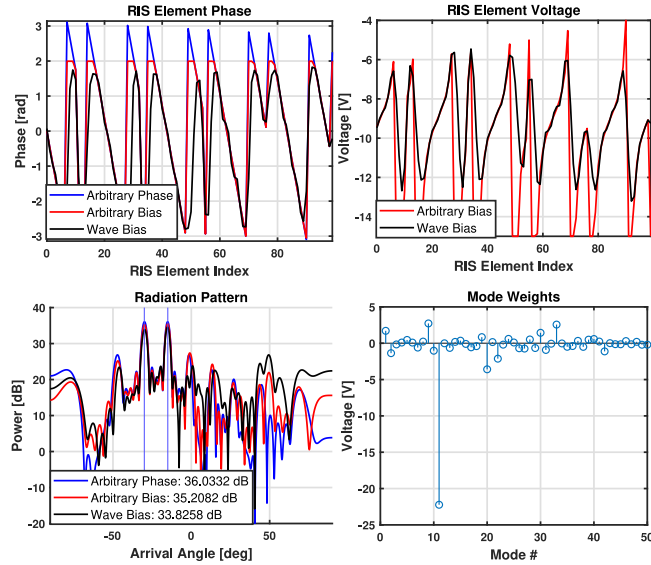 RIS Element Phase
3
2
1
0
-1
-2
-3
Phase [rad]
Arbitrary Phase
Arbitrary Bias
Wave Bias
0 20 40 60 80
RIS Element Index
RIS Element Voltage
-4
-6
-8
-10
-12
-14
Voltage [V]
Arbitrary Bias
Wave Bias
0 20 40 60 80
RIS Element Index
Radiation Pattern
40
30
20
10
0
-10
-20
Power [dB]
Arbitrary Phase: 36.0332 dB
Arbitrary Bias: 35.2082 dB
Wave Bias: 33.8258 dB
-50 0 50
Arrival Angle [deg]
Mode Weights
5
0
-5
-10
-15
-20
-25
Voltage [V]
0 10 20 30 40 50
Mode #